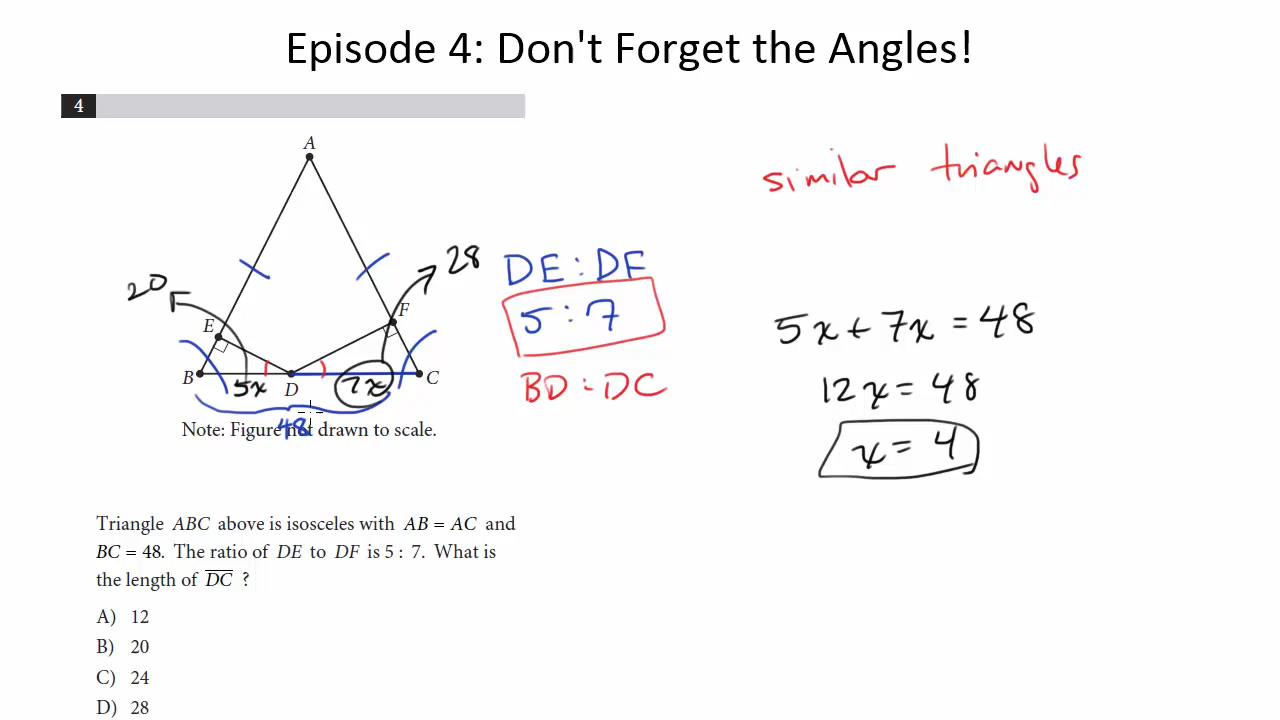 Episode 4: Don't Forget the Angles!
4
A
similar triangles
28
20
DE : DF
5 : 7
E
F
5x + 7x = 48
B
5x
D
7x
C
BD : DC
12x = 48
48
Note: Figure not drawn to scale.
x = 4
Triangle ABC above is isosceles with AB = AC and
BC = 48. The ratio of DE to DF is 5 : 7. What is
the length of DC ?
A) 12
B) 20
C) 24
D) 28